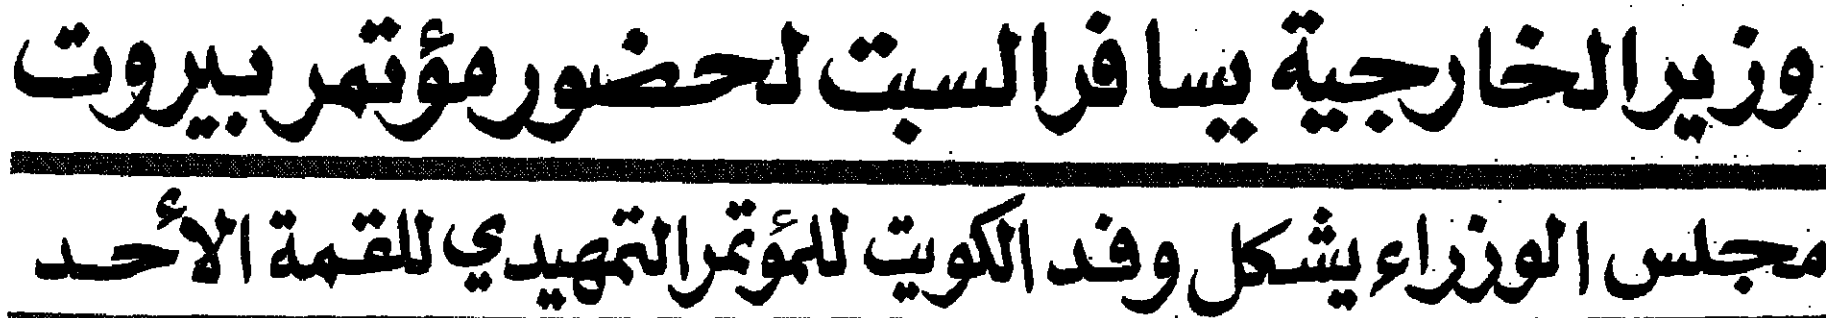 وزير الخارجية يسافر السبت لحضور مؤتمر بيروت
مجلس الوزراء يشكل وفد الكويت للمؤتمر التمهيدي للقمة الأحد